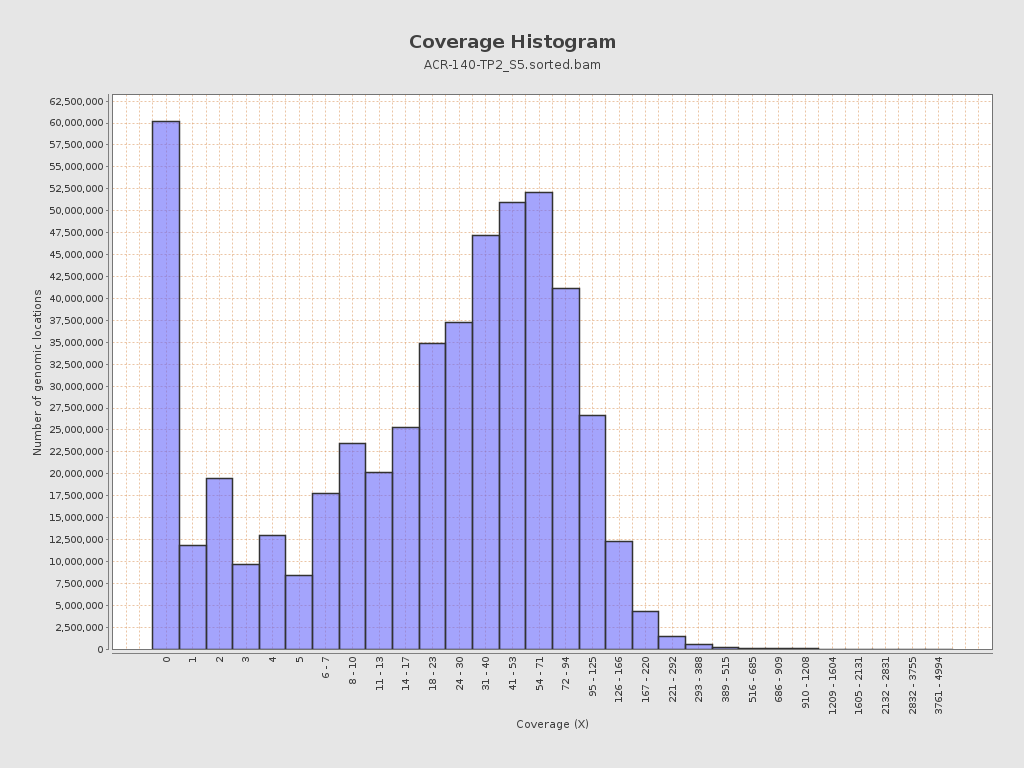 Coverage Histogram
ACR-140-TP2_S5.sorted.bam
Number of genomic locations
62,500,000
60,000,000
57,500,000
55,000,000
52,500,000
50,000,000
47,500,000
45,000,000
42,500,000
40,000,000
37,500,000
35,000,000
32,500,000
30,000,000
27,500,000
25,000,000
22,500,000
20,000,000
17,500,000
15,000,000
12,500,000
10,000,000
7,500,000
5,000,000
2,500,000
0
0
1
2
3
4
5
6 - 7
8 - 10
11 - 13
14 - 17
18 - 23
24 - 30
31 - 40
41 - 53
54 - 71
72 - 94
95 - 125
126 - 166
167 - 220
221 - 292
293 - 388
389 - 515
516 - 685
686 - 909
910 - 1208
1209 - 1604
1605 - 2131
2132 - 2831
2832 - 3755
3761 - 4994
Coverage (X)